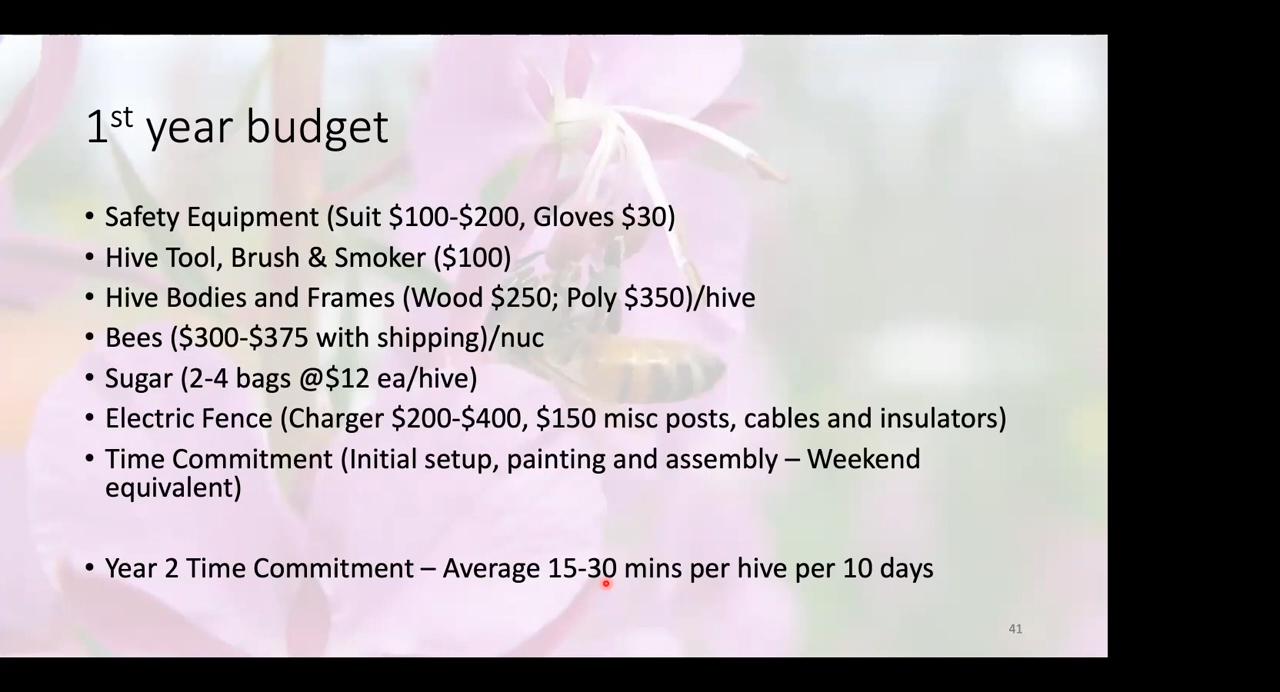 1st year budget
• Safety Equipment (Suit $100-$200, Gloves $30)
• Hive Tool, Brush & Smoker ($100)
• Hive Bodies and Frames (Wood $250; Poly $350)/hive
• Bees ($300-$375 with shipping)/nuc
• Sugar (2-4 bags @$12 ea/hive)
• Electric Fence (Charger $200-$400, $150 misc posts, cables and insulators)
• Time Commitment (Initial setup, painting and assembly – Weekend
equivalent)
• Year 2 Time Commitment – Average 15-30 mins per hive per 10 days
41